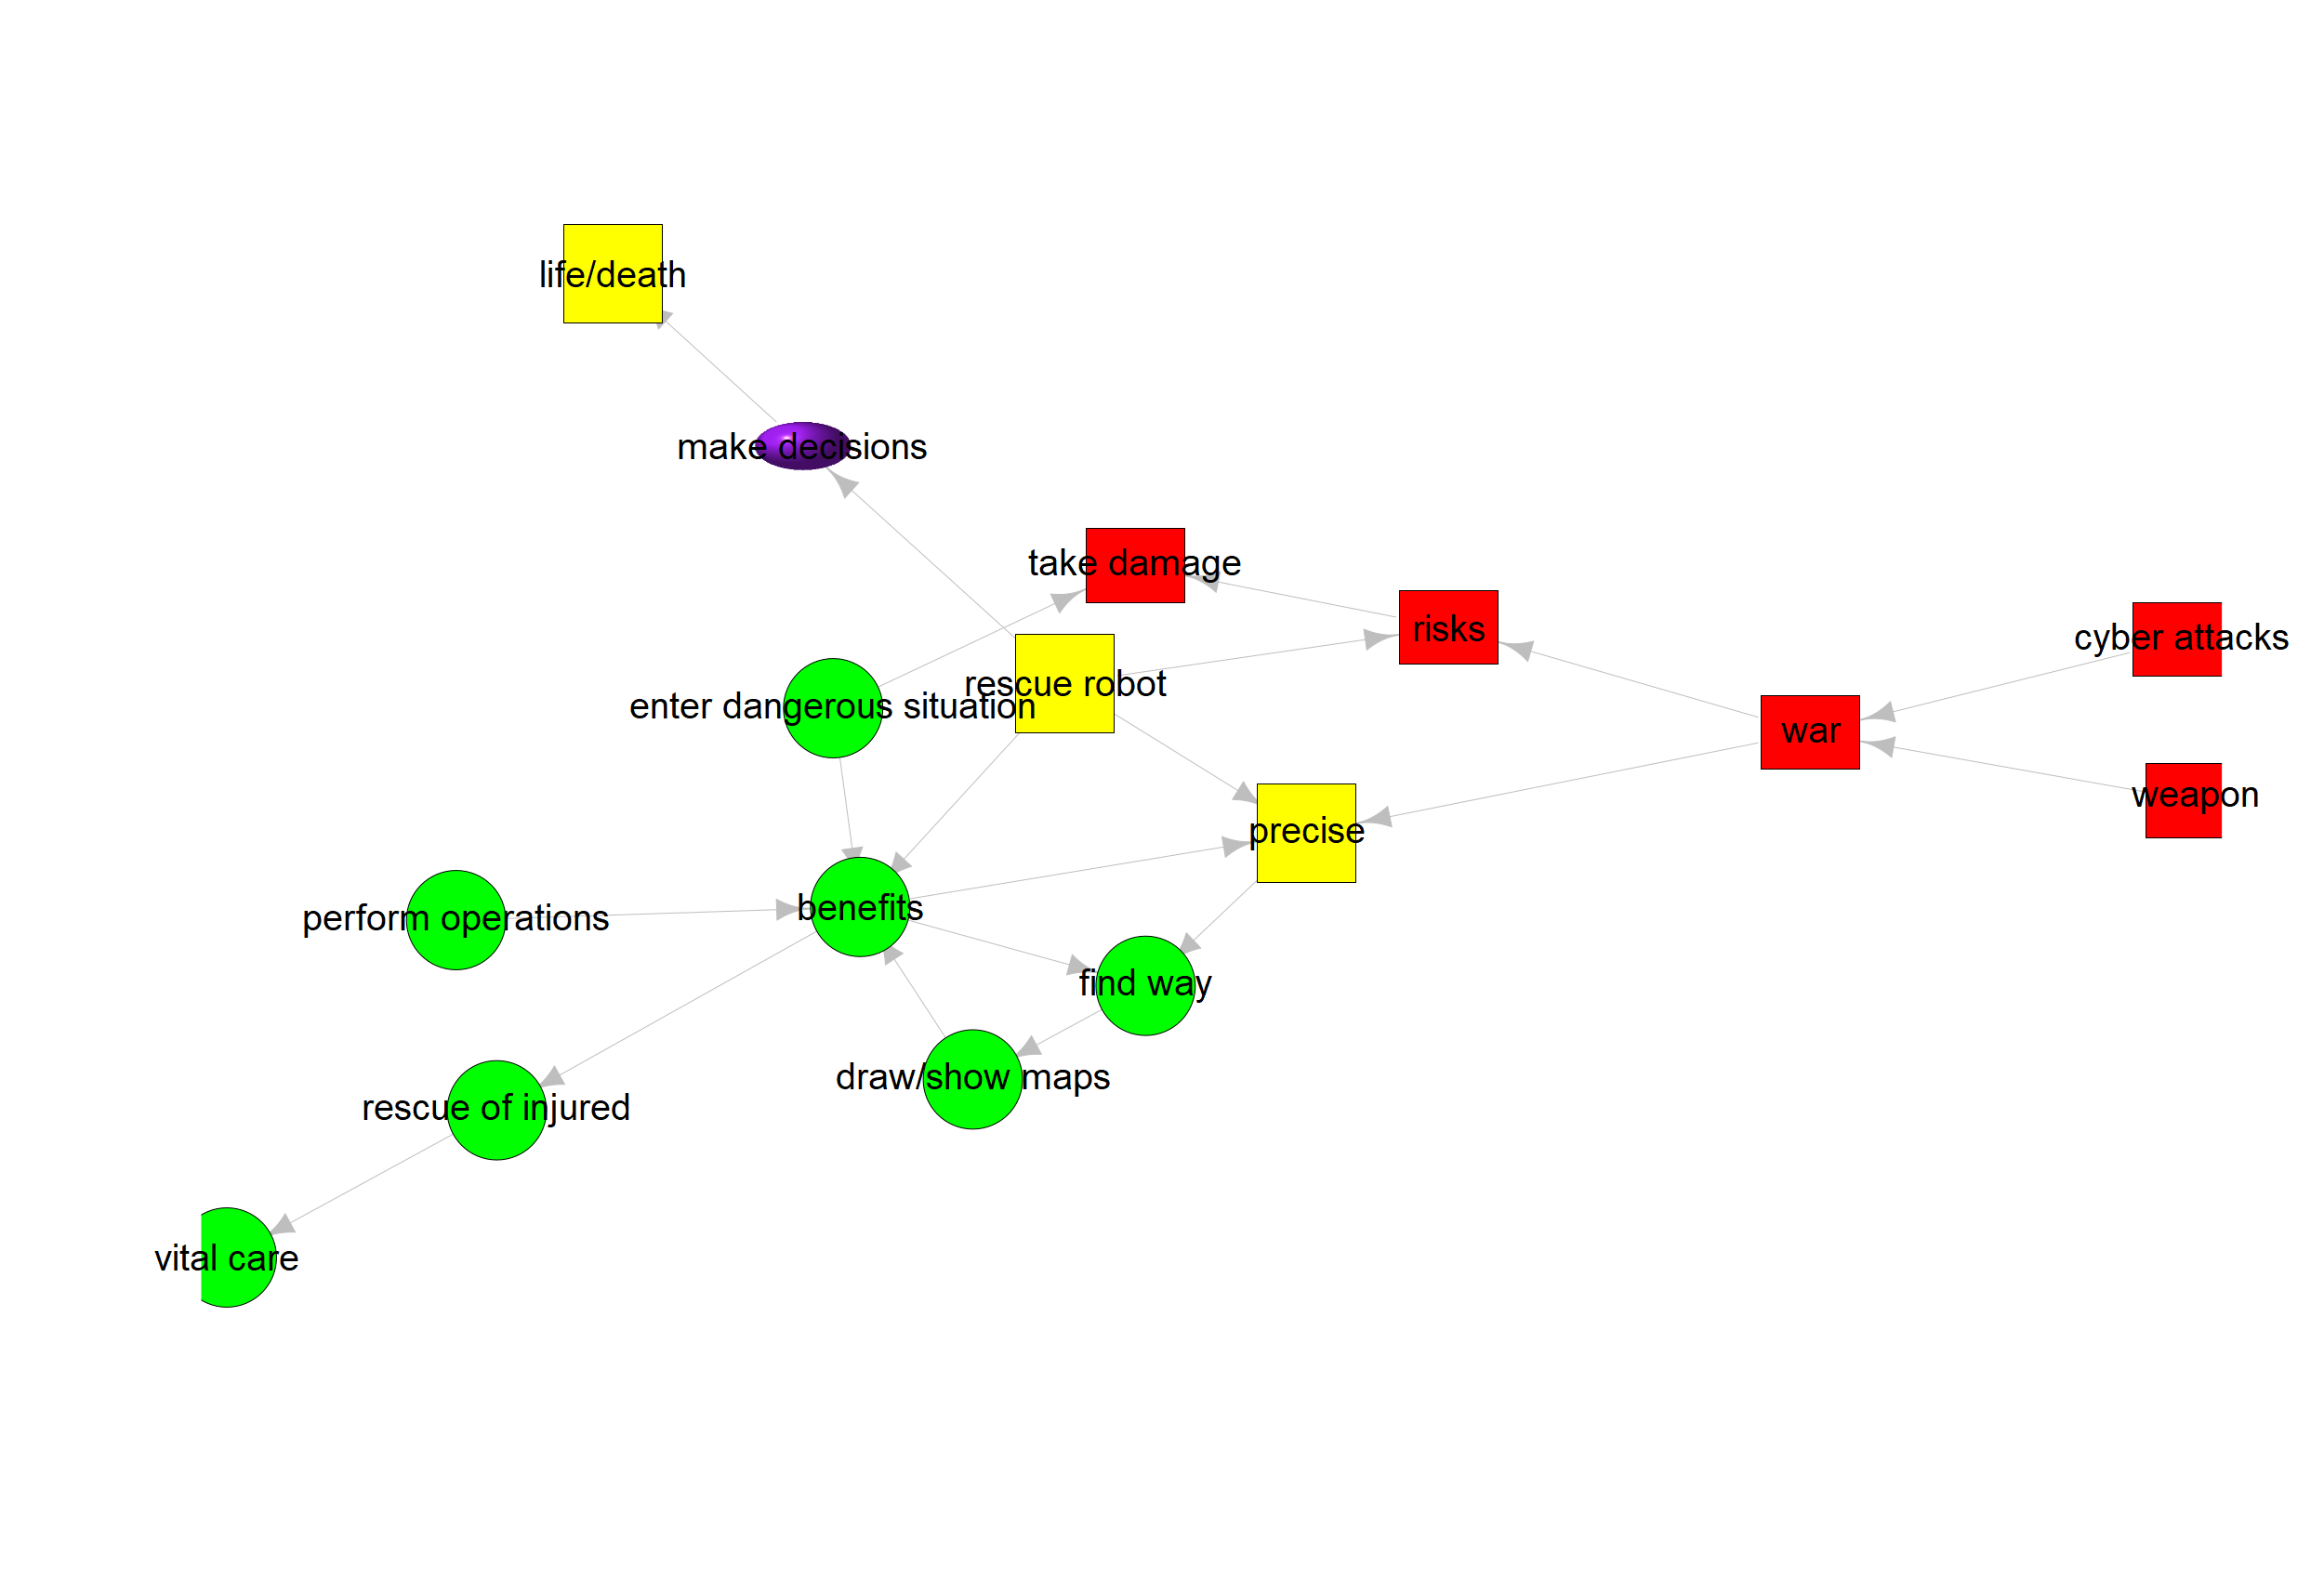 life/death
make decisions
take damage
risks
cyber attacks
rescue robot
enter dangerous situation
war
weapon
precise
benefits
perform operations
find way
draw/show maps
rescue of injured
vital care